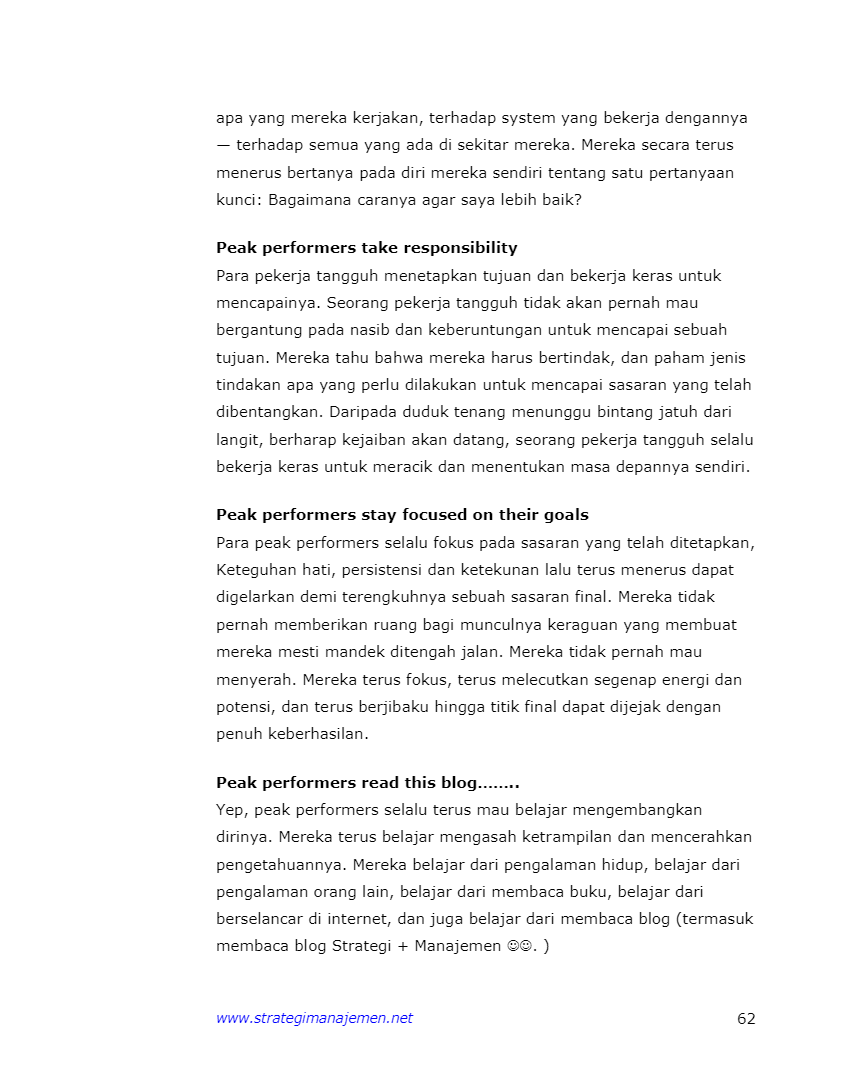 apa yang mereka kerjakan, terhadap system yang bekerja dengannya
— terhadap semua yang ada di sekitar mereka. Mereka secara terus
menerus bertanya pada diri mereka sendiri tentang satu pertanyaan
kunci: Bagaimana caranya agar saya lebih baik?
Peak performers take responsibility
Para pekerja tangguh menetapkan tujuan dan bekerja keras untuk
mencapainya. Seorang pekerja tangguh tidak akan pernah mau
bergantung pada nasib dan keberuntungan untuk mencapai sebuah
tujuan. Mereka tahu bahwa mereka harus bertindak, dan paham jenis
tindakan apa yang perlu dilakukan untuk mencapai sasaran yang telah
dibentangkan. Daripada duduk tenang menunggu bintang jatuh dari
langit, berharap kejaiban akan datang, seorang pekerja tangguh selalu
bekerja keras untuk meracik dan menentukan masa depannya sendiri.
Peak performers stay focused on their goals
Para peak performers selalu fokus pada sasaran yang telah ditetapkan,
Keteguhan hati, persistensi dan ketekunan lalu terus menerus dapat
digelarkan demi terengkuhnya sebuah sasaran final. Mereka tidak
pernah memberikan ruang bagi munculnya keraguan yang membuat
mereka mesti mandek ditengah jalan. Mereka tidak pernah mau
menyerah. Mereka terus fokus, terus melecutkan segenap energi dan
potensi, dan terus berjibaku hingga titik final dapat dijejak dengan
penuh keberhasilan.
Peak performers read this blog……..
Yep, peak performers selalu terus mau belajar mengembangkan
dirinya. Mereka terus belajar mengasah ketrampilan dan mencerahkan
pengetahuannya. Mereka belajar dari pengalaman hidup, belajar dari
pengalaman orang lain, belajar dari membaca buku, belajar dari
berselancar di internet, dan juga belajar dari membaca blog (termasuk
membaca blog Strategi + Manajemen ☺☺. )
www.strategimanajemen.net 62